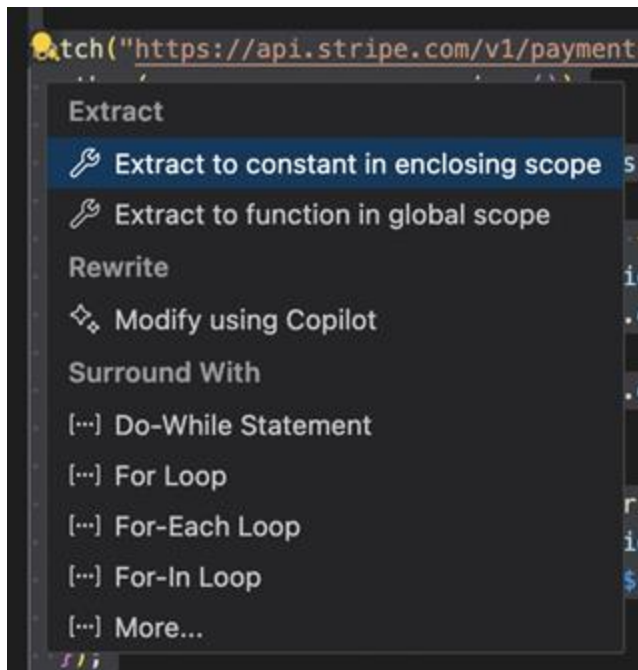 tch("https://api.stripe.com/v1/payment
Extract
Extract to constant in enclosing scope
Extract to function in global scope
Rewrite
Modify using Copilot
Surround With
[···] Do-While Statement
[···] For Loop
[···] For-Each Loop
[···] For-In Loop
[···] More...
});